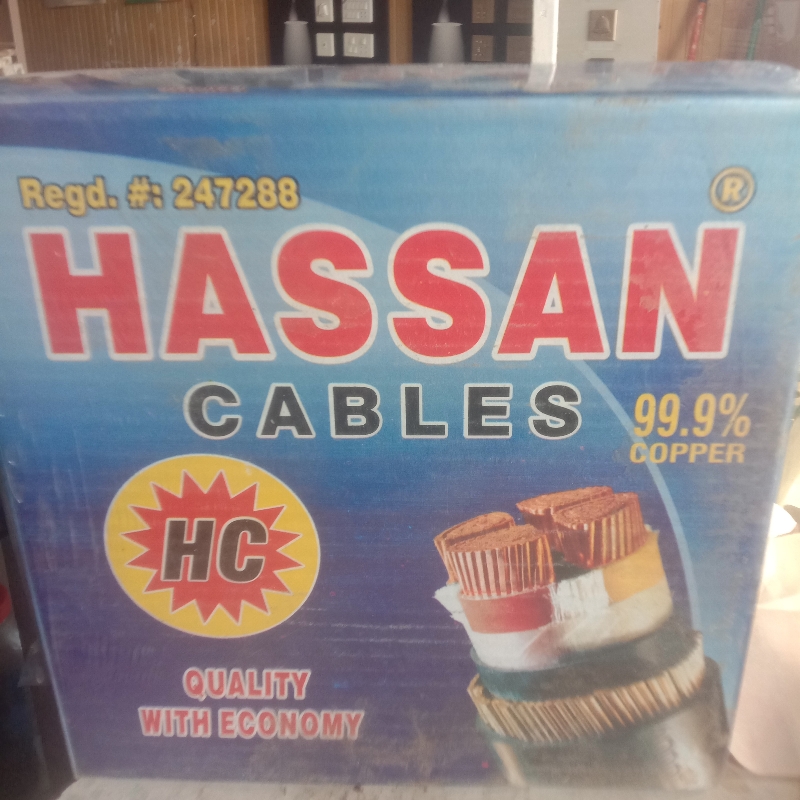 Regd. #: 247288
®
HASSAN
CABLES
99.9%
COPPER
HC
QUALITY
WITH ECONOMY